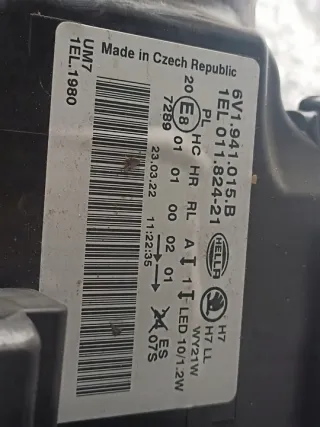 6V1.941.015.B
1EL 011.824-21
HELLA
H7
H7 LL
PL HC HR RL A 1 WY21W
20 E8 01 01 00 02 01 LED 10/1.2W
7289
Made in Czech Republic
23.03.22 11:22:35
ES
07S
UM7
1EL.1980